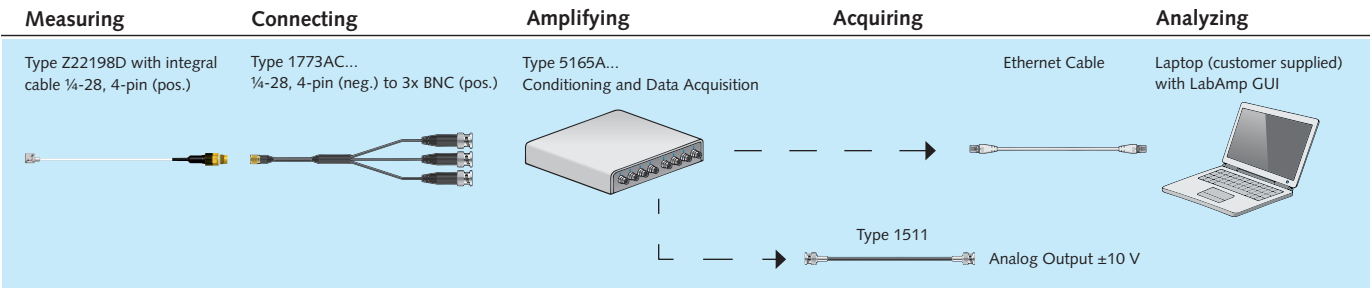 Measuring
Connecting
Amplifying
Acquiring
Analyzing
Type Z22198D with integral
cable ¼-28, 4-pin (pos.)
Type 1773AC...
¼-28, 4-pin (neg.) to 3x BNC (pos.)
Type 5165A...
Conditioning and Data Acquisition
Ethernet Cable
Laptop (customer supplied)
with LabAmp GUI
Type 1511
Analog Output ±10 V